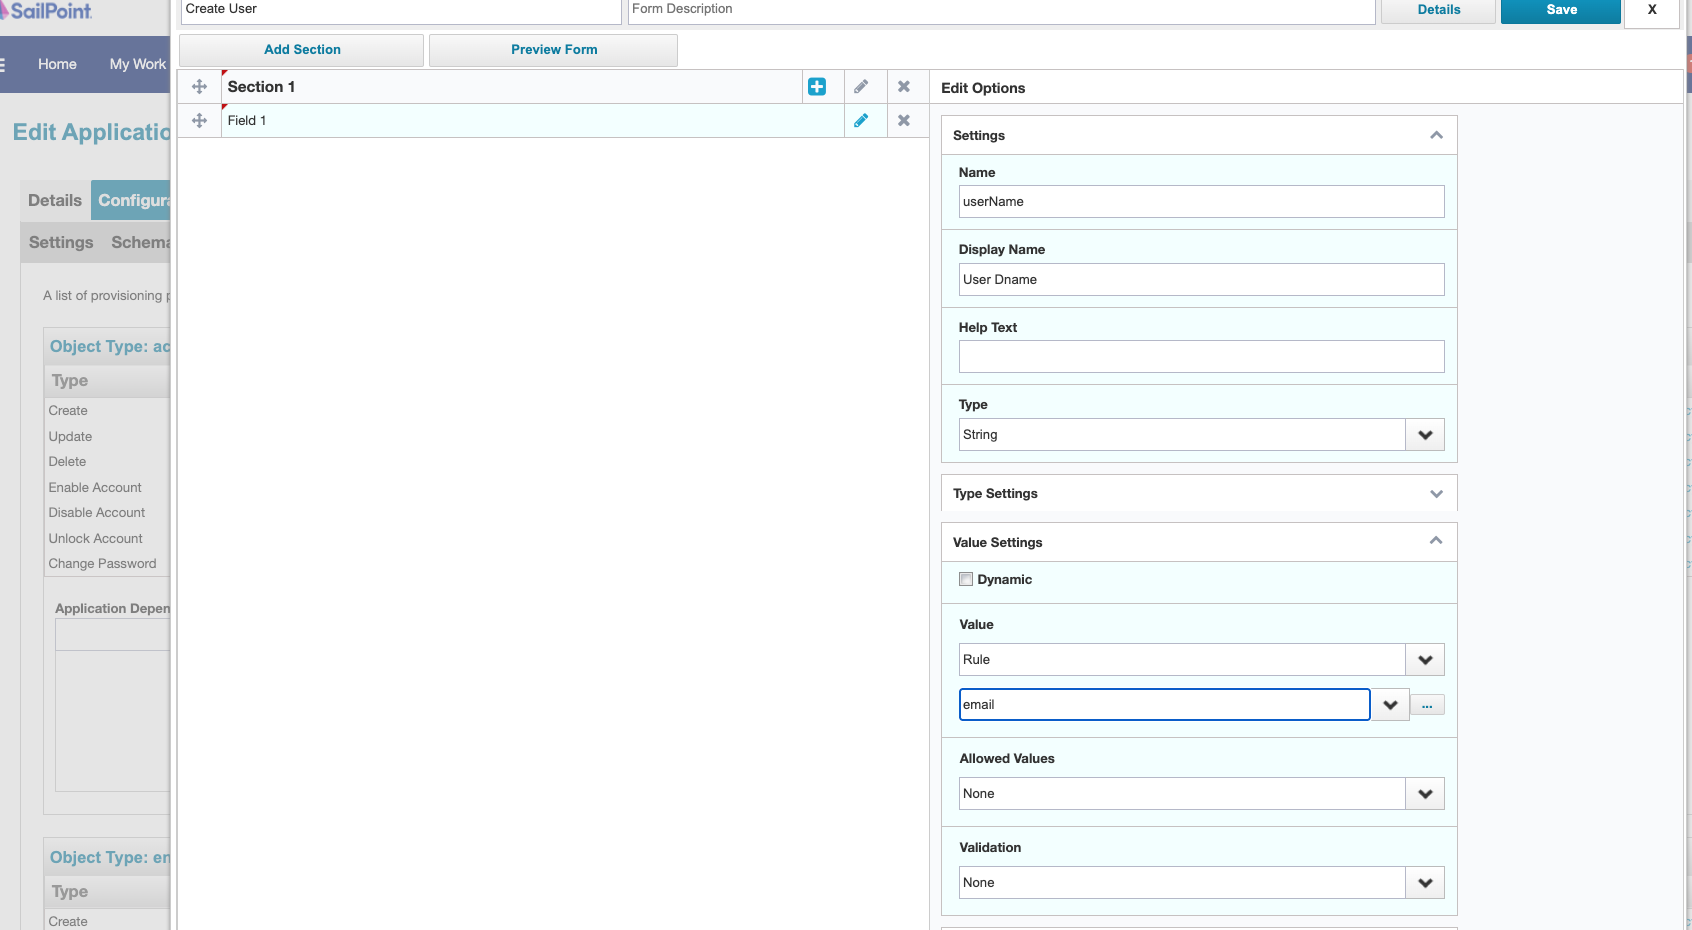 SailPoint
Create User
Form Description
Details
Save
X
Home
My Work
Add Section
Preview Form
Section 1
Edit Options
Field 1
Edit Applicatio
Settings
Name
userName
Details
Configura
Settings
Schema
Display Name
User Dname
A list of provisioning p
Help Text
Object Type: ac
Type
Type
Create
String
Update
Delete
Enable Account
Type Settings
Disable Account
Unlock Account
Value Settings
Change Password
Dynamic
Application Depen
Value
Rule
email
...
Allowed Values
None
Validation
Object Type: en
None
Type
Create